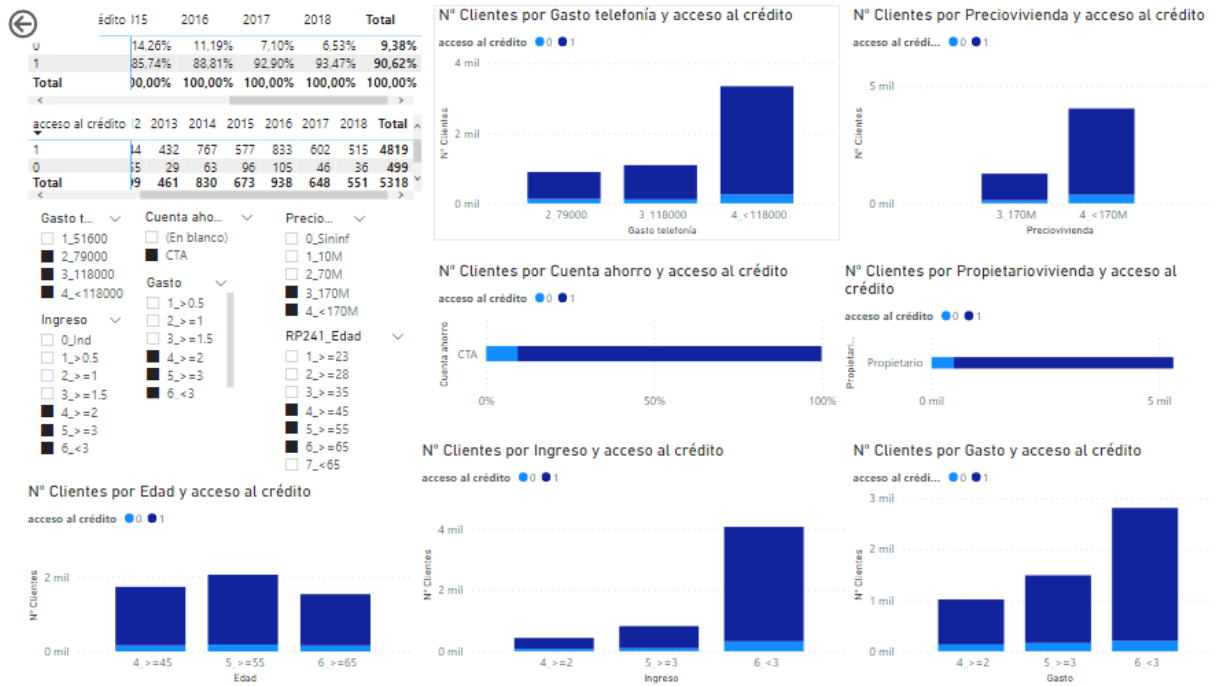 édito 15 2016 2017 2018 Total
0 14,26% 11,19% 7,10% 6,53% 9,38%
1 85,74% 88,81% 92,90% 93,47% 90,62%
Total 00,00% 100,00% 100,00% 100,00% 100,00%
acceso al crédito 2 2013 2014 2015 2016 2017 2018 Total
1 44 432 767 577 833 602 515 4819
0 55 29 63 96 105 46 36 499
Total 99 461 830 673 938 648 551 5318
Gasto t...
1_51600
2_79000
3_118000
4_<118000
Cuenta aho...
(En blanco)
CTA
Precio...
0_Sininf
1_10M
2_70M
3_170M
4_<170M
Gasto
1_>0.5
2_>=1
3_>=1.5
4_>=2
5_>=3
6_<3
Ingreso
0_Ind
1_>0.5
2_>=1
3_>=1.5
4_>=2
5_>=3
6_<3
RP241_Edad
1_>=23
2_>=28
3_>=35
4_>=45
5_>=55
6_>=65
7_<65
N° Clientes por Gasto telefonía y acceso al crédito
acceso al crédito 0 1
4 mil
2 mil
0 mil
N° Clientes
2_79000 3_118000 4_<118000
Gasto telefonía
N° Clientes por Preciovivienda y acceso al crédito
acceso al crédi... 0 1
5 mil
0 mil
N° Clientes
3_170M 4_<170M
Preciovivienda
N° Clientes por Cuenta ahorro y acceso al crédito
acceso al crédito 0 1
Cuenta ahorro
CTA
0% 50% 100%
N° Clientes por Propietariovivienda y acceso al
crédito
acceso al crédito 0 1
Propietari...
Propietario
0 mil 5 mil
N° Clientes por Edad y acceso al crédito
acceso al crédito 0 1
2 mil
0 mil
N° Clientes
4_>=45 5_>=55 6_>=65
Edad
N° Clientes por Ingreso y acceso al crédito
acceso al crédito 0 1
4 mil
2 mil
0 mil
N° Clientes
4_>=2 5_>=3 6_<3
Ingreso
N° Clientes por Gasto y acceso al crédito
acceso al crédi... 0 1
3 mil
2 mil
1 mil
0 mil
N° Clientes
4_>=2 5_>=3 6_<3
Gasto